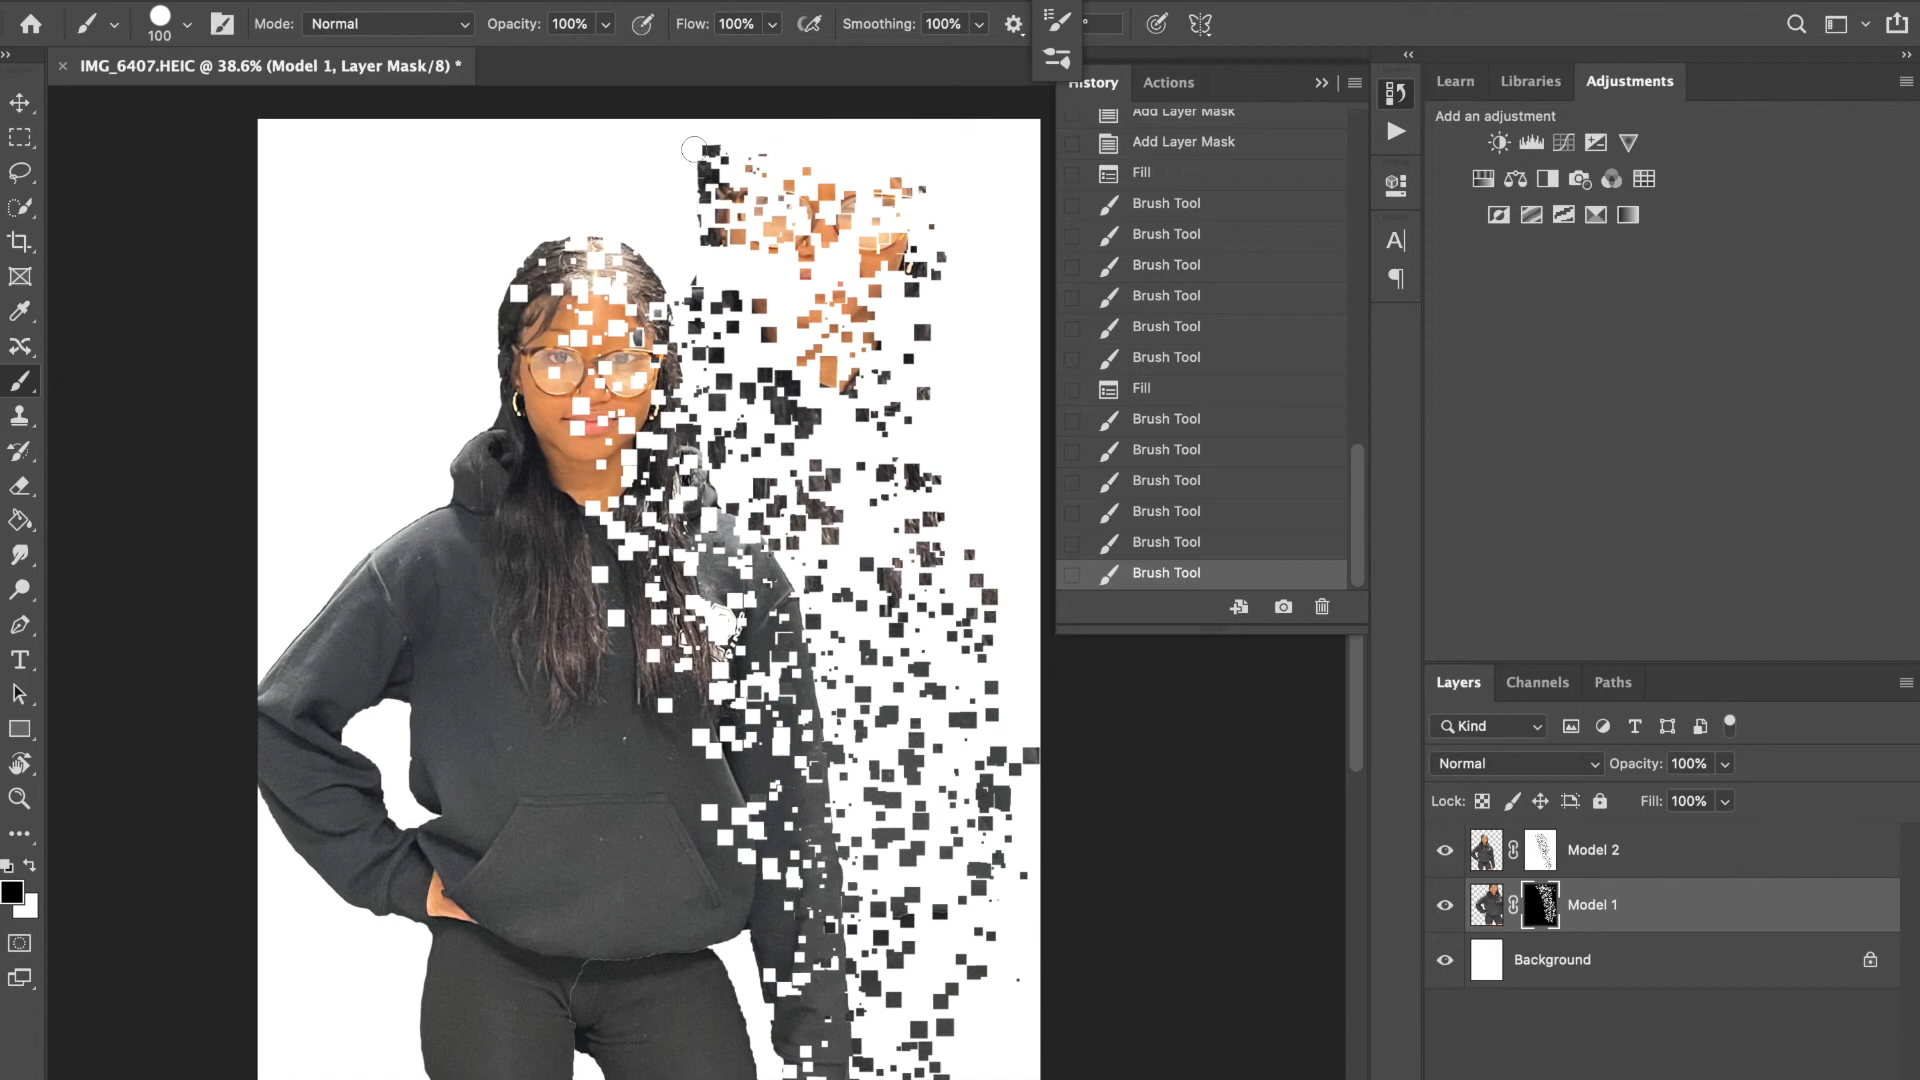 100
Mode: Normal
Opacity: 100%
Flow: 100%
Smoothing: 100%
°
IMG_6407.HEIC @ 38.6% (Model 1, Layer Mask/8) *
History
Actions
Add Layer Mask
Add Layer Mask
Fill
Brush Tool
Brush Tool
Brush Tool
Brush Tool
Brush Tool
Brush Tool
Fill
Brush Tool
Brush Tool
Brush Tool
Brush Tool
Brush Tool
Brush Tool
Learn
Libraries
Adjustments
Add an adjustment
Layers
Channels
Paths
Kind
Normal
Opacity: 100%
Lock:
Fill: 100%
Model 2
Model 1
Background